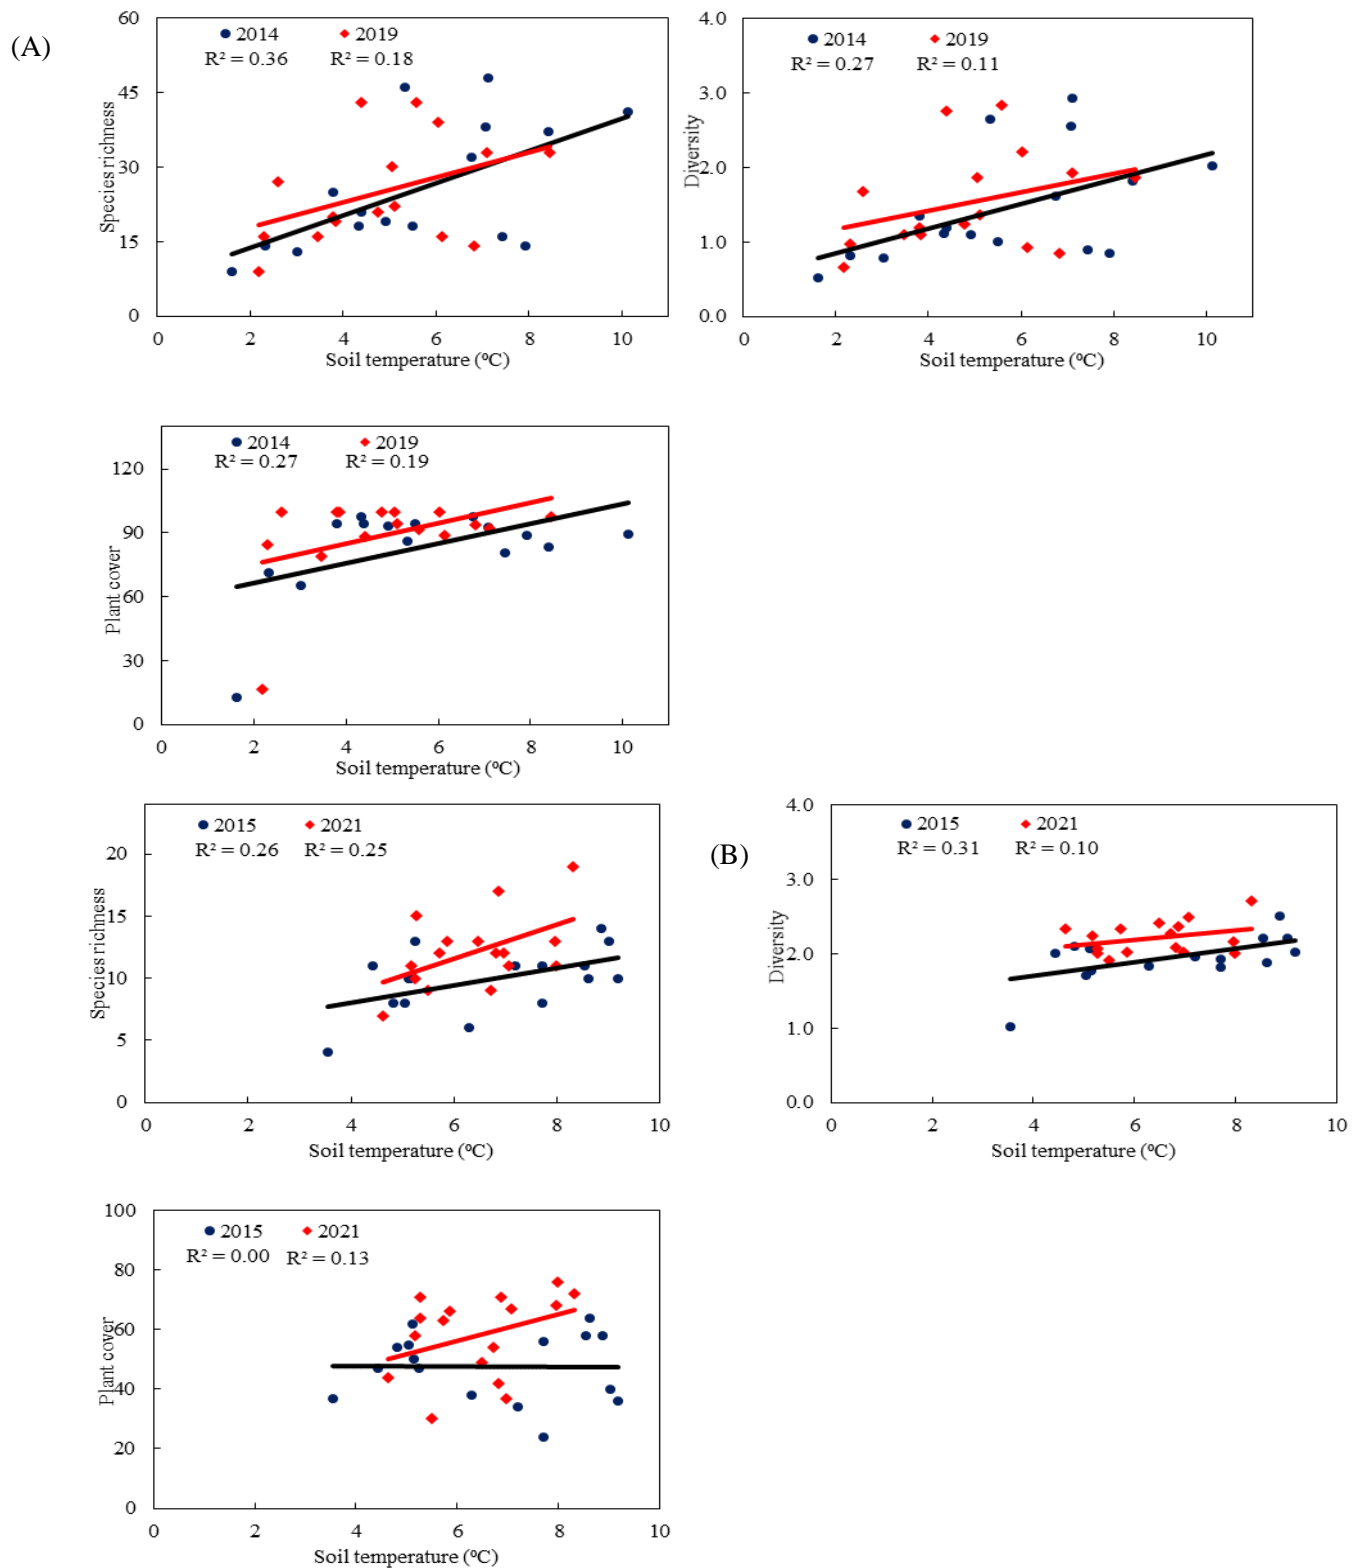 (A)
60
45
30
15
0
Species richness
2014 2019
R² = 0.36 R² = 0.18
0 2 4 6 8 10
Soil temperature (⁰C)
4.0
3.0
2.0
1.0
0.0
Diversity
2014 2019
R² = 0.27 R² = 0.11
0 2 4 6 8 10
Soil temperature (⁰C)
120
90
60
30
0
Plant cover
2014 2019
R² = 0.27 R² = 0.19
0 2 4 6 8 10
Soil temperature (⁰C)
20
15
10
5
0
Species richness
2015 2021
R² = 0.26 R² = 0.25
0 2 4 6 8 10
Soil temperature (⁰C)
(B)
4.0
3.0
2.0
1.0
0.0
Diversity
2015 2021
R² = 0.31 R² = 0.10
0 2 4 6 8 10
Soil temperature (⁰C)
100
80
60
40
20
0
Plant cover
2015 2021
R² = 0.00 R² = 0.13
0 2 4 6 8 10
Soil temperature (⁰C)